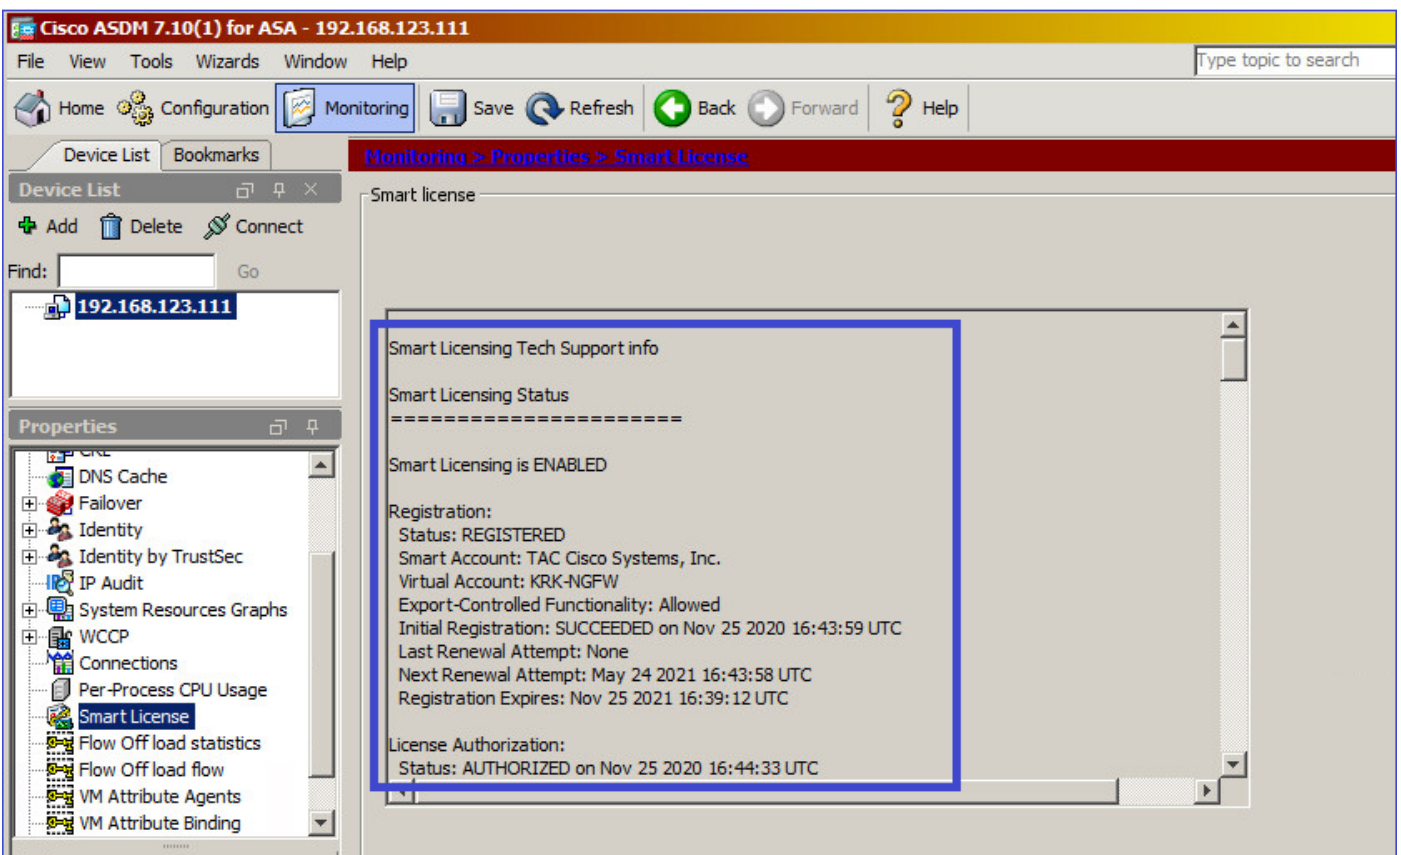 Cisco ASDM 7.10(1) for ASA - 192.168.123.111
File View Tools Wizards Window Help
Type topic to search
Home Configuration Monitoring Save Refresh Back Forward Help
Device List Bookmarks
Monitoring > Properties > Smart License
Device List
Smart license
Add Delete Connect
Find: Go
192.168.123.111
Smart Licensing Tech Support info
Smart Licensing Status
======================
Smart Licensing is ENABLED
Registration:
Status: REGISTERED
Smart Account: TAC Cisco Systems, Inc.
Virtual Account: KRK-NGFW
Export-Controlled Functionality: Allowed
Initial Registration: SUCCEEDED on Nov 25 2020 16:43:59 UTC
Last Renewal Attempt: None
Next Renewal Attempt: May 24 2021 16:43:58 UTC
Registration Expires: Nov 25 2021 16:39:12 UTC
License Authorization:
Status: AUTHORIZED on Nov 25 2020 16:44:33 UTC
Properties
CRL
DNS Cache
Failover
Identity
Identity by TrustSec
IP Audit
System Resources Graphs
WCCP
Connections
Per-Process CPU Usage
Smart License
Flow Off load statistics
Flow Off load flow
VM Attribute Agents
VM Attribute Binding